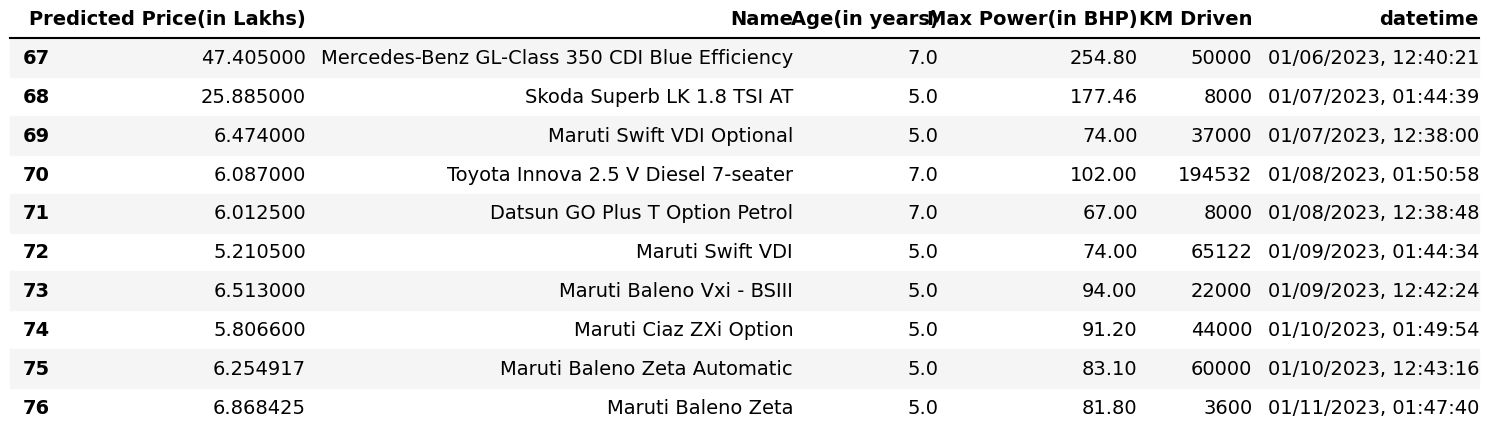 Predicted Price(in Lakhs) Name Age(in years) Max Power(in BHP) KM Driven datetime
67 47.405000 Mercedes-Benz GL-Class 350 CDI Blue Efficiency 7.0 254.80 50000 01/06/2023, 12:40:21
68 25.885000 Skoda Superb LK 1.8 TSI AT 5.0 177.46 8000 01/07/2023, 01:44:39
69 6.474000 Maruti Swift VDI Optional 5.0 74.00 37000 01/07/2023, 12:38:00
70 6.087000 Toyota Innova 2.5 V Diesel 7-seater 7.0 102.00 194532 01/08/2023, 01:50:58
71 6.012500 Datsun GO Plus T Option Petrol 7.0 67.00 8000 01/08/2023, 12:38:48
72 5.210500 Maruti Swift VDI 5.0 74.00 65122 01/09/2023, 01:44:34
73 6.513000 Maruti Baleno Vxi - BSIII 5.0 94.00 22000 01/09/2023, 12:42:24
74 5.806600 Maruti Ciaz ZXi Option 5.0 91.20 44000 01/10/2023, 01:49:54
75 6.254917 Maruti Baleno Zeta Automatic 5.0 83.10 60000 01/10/2023, 12:43:16
76 6.868425 Maruti Baleno Zeta 5.0 81.80 3600 01/11/2023, 01:47:40